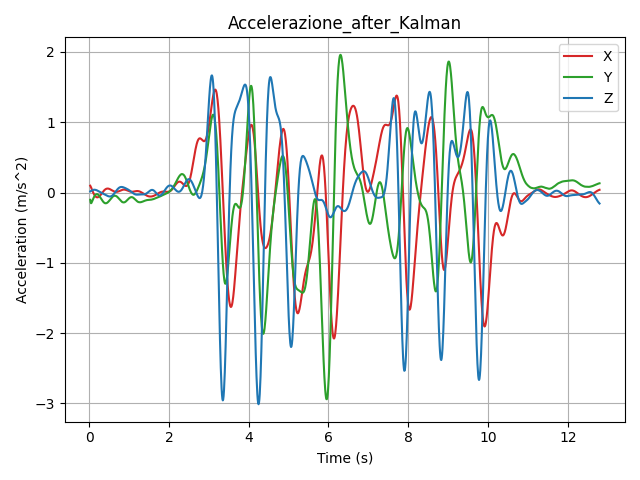 Accelerazione_after_Kalman
X
Y
Z
Acceleration (m/s^2)
2
1
0
−1
−2
−3
0 2 4 6 8 10 12
Time (s)